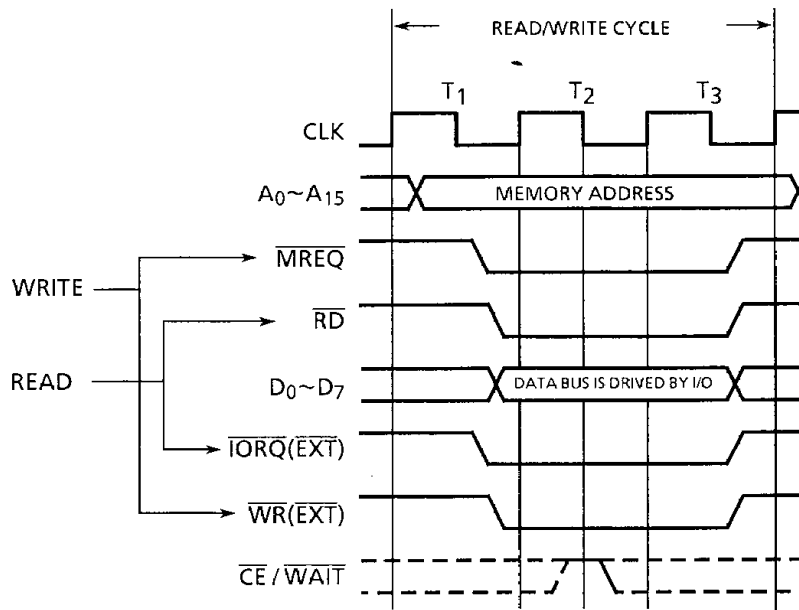 READ/WRITE CYCLE
T1 T2 T3
CLK
A0~A15 MEMORY ADDRESS
MREQ
WRITE
RD
READ
D0~D7 DATA BUS IS DRIVED BY I/O
IORQ(EXT)
WR(EXT)
CE / WAIT